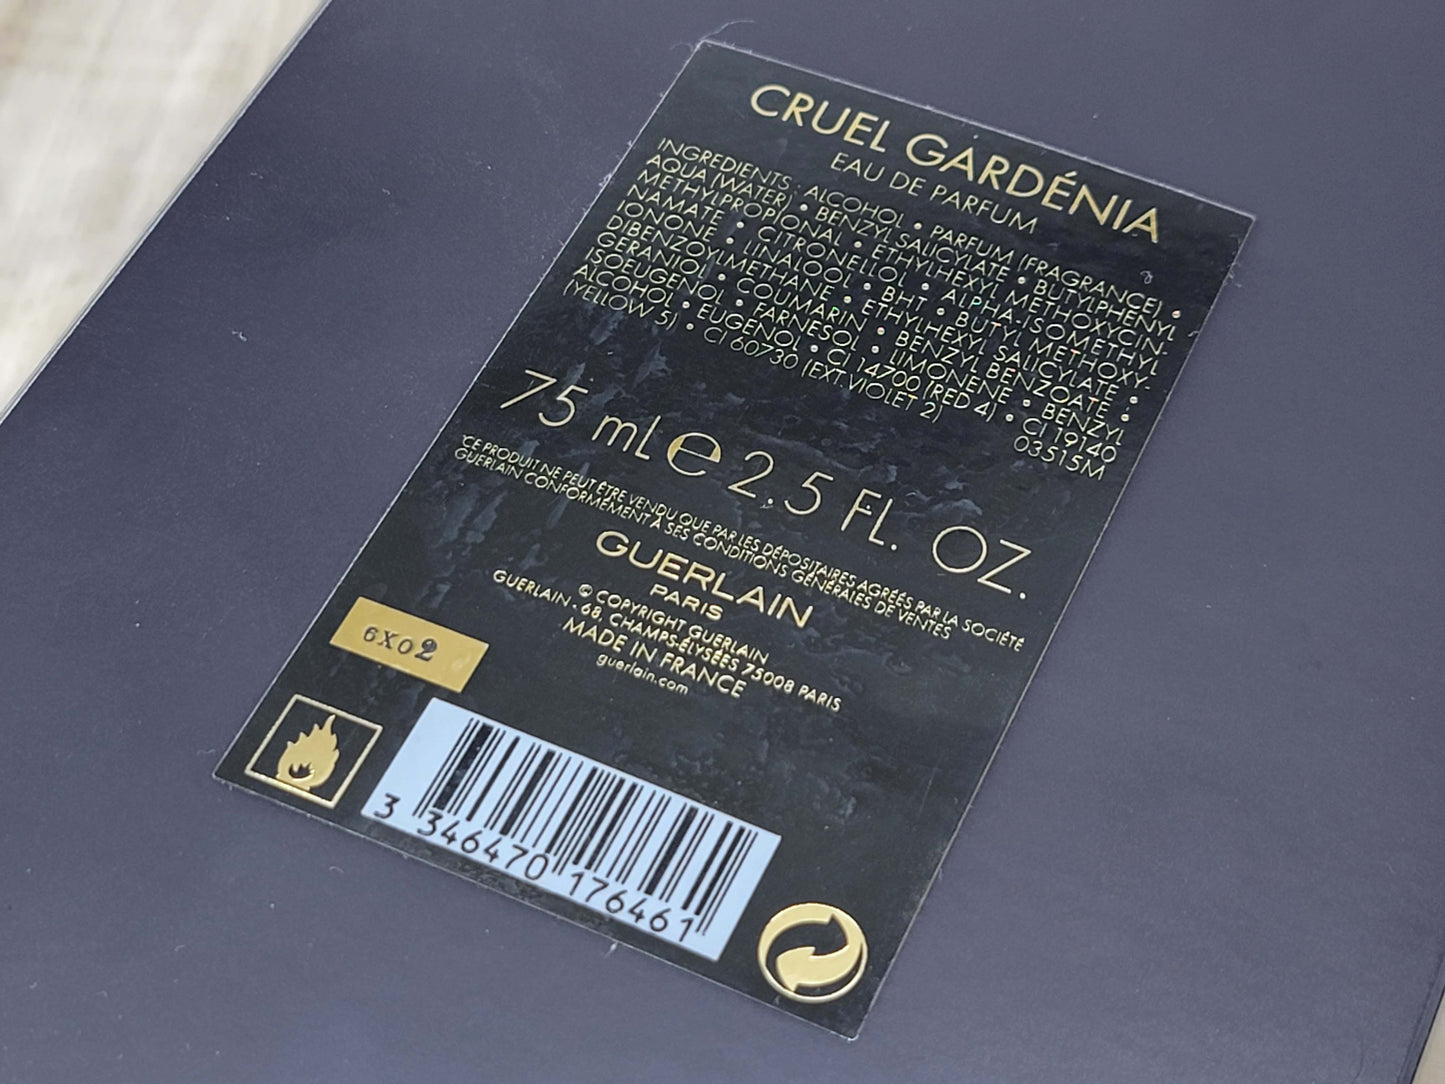 CRUEL GARDÉNIA
EAU DE PARFUM
INGREDIENTS : ALCOHOL • PARFUM (FRAGRANCE) •
AQUA (WATER) • BENZYL SALICYLATE • BUTYLPHENYL
METHYLPROPIONAL • ETHYLHEXYL METHOXYCIN-
NAMATE • CITRONELLOL • ALPHA-ISOMETHYL
IONONE • LINALOOL • BHT • BUTYL METHOXY-
DIBENZOYLMETHANE • ETHYLHEXYL SALICYLATE •
GERANIOL • COUMARIN • BENZYL BENZOATE •
ISOEUGENOL • FARNESOL • LIMONENE • BENZYL
ALCOHOL • EUGENOL • CI 14700 (RED 4) • CI 19140
(YELLOW 5) • CI 60730 (EXT.VIOLET 2) 03515M
75 ml e 2.5 FL. OZ.
CE PRODUIT NE PEUT ÊTRE VENDU QUE PAR LES DÉPOSITAIRES AGRÉÉS PAR LA SOCIÉTÉ
GUERLAIN CONFORMÉMENT À SES CONDITIONS GÉNÉRALES DE VENTES
GUERLAIN
PARIS
© COPYRIGHT GUERLAIN
GUERLAIN • 68, CHAMPS-ÉLYSÉES 75008 PARIS
MADE IN FRANCE
guerlain.com
6X02
3 346470 176461